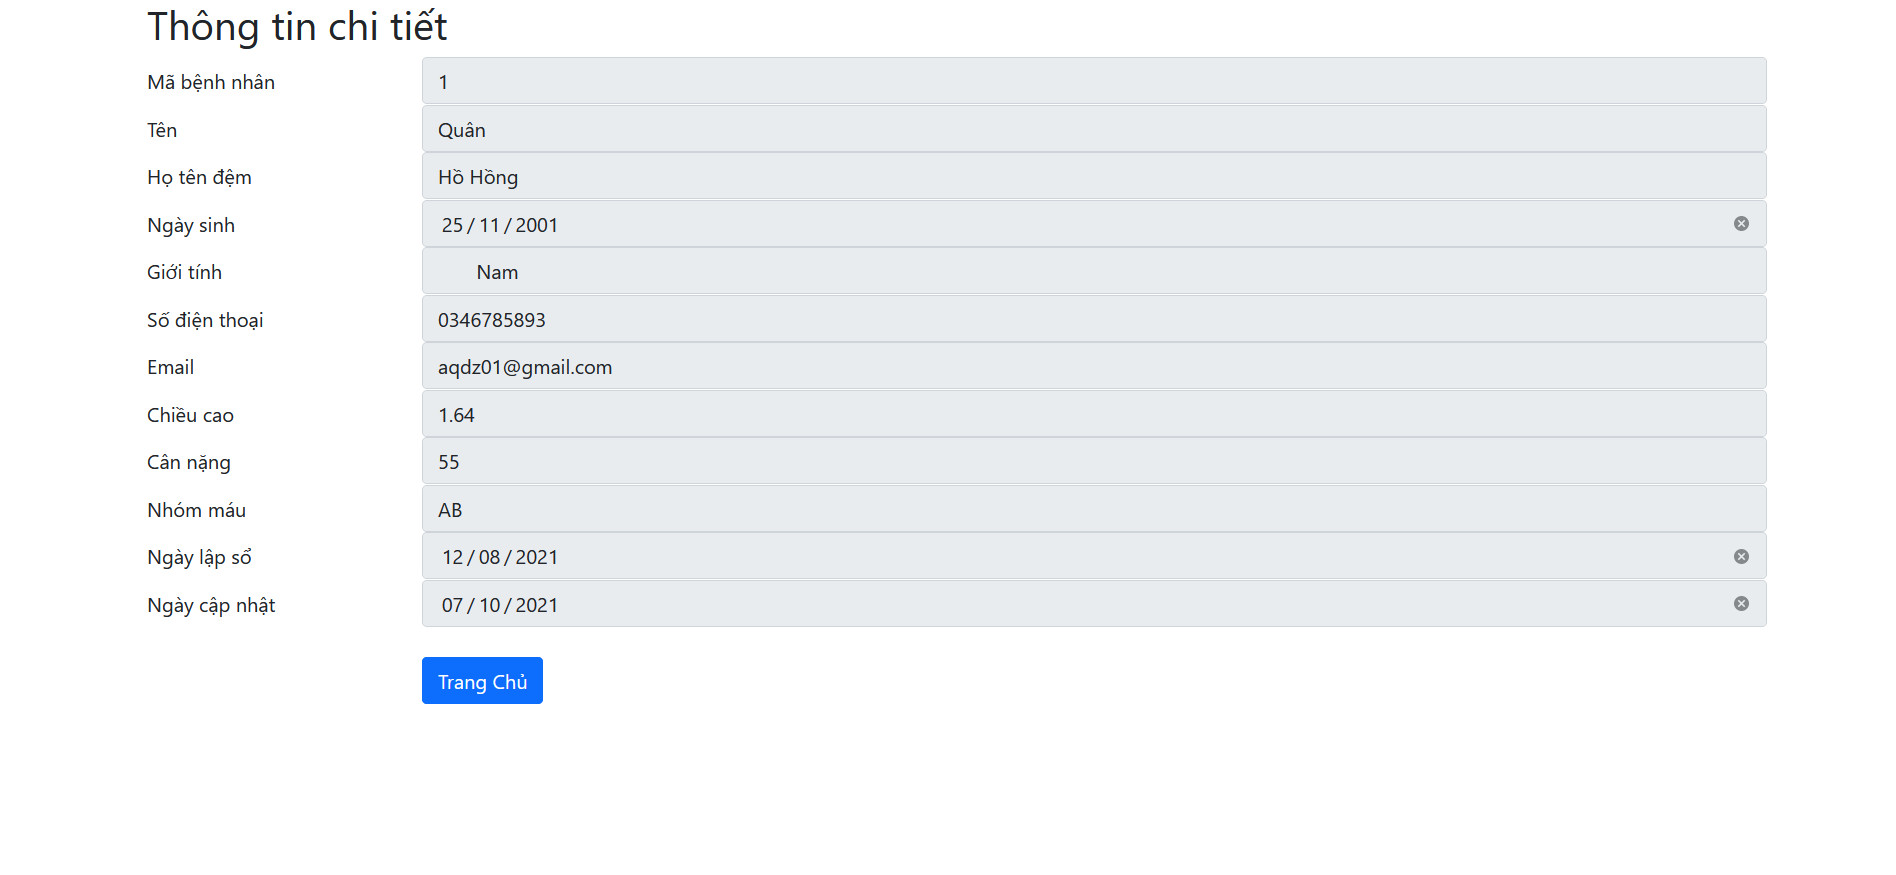 Thông tin chi tiết
Mã bệnh nhân 1
Tên Quân
Họ tên đệm Hồ Hồng
Ngày sinh 25 / 11 / 2001
Giới tính Nam
Số điện thoại 0346785893
Email aqdz01@gmail.com
Chiều cao 1.64
Cân nặng 55
Nhóm máu AB
Ngày lập sổ 12 / 08 / 2021
Ngày cập nhật 07 / 10 / 2021
Trang Chủ